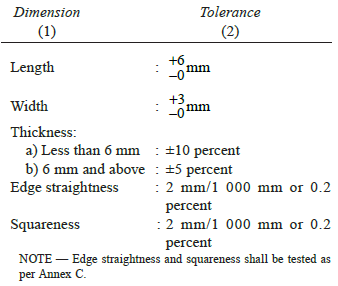 Dimension Tolerance
(1) (2)
Length : +6 –0 mm
Width : +3 –0 mm
Thickness:
a) Less than 6 mm : ±10 percent
b) 6 mm and above : ±5 percent
Edge straightness : 2 mm/1 000 mm or 0.2
percent
Squareness : 2 mm/1 000 mm or 0.2
percent
NOTE — Edge straightness and squareness shall be tested as
per Annex C.